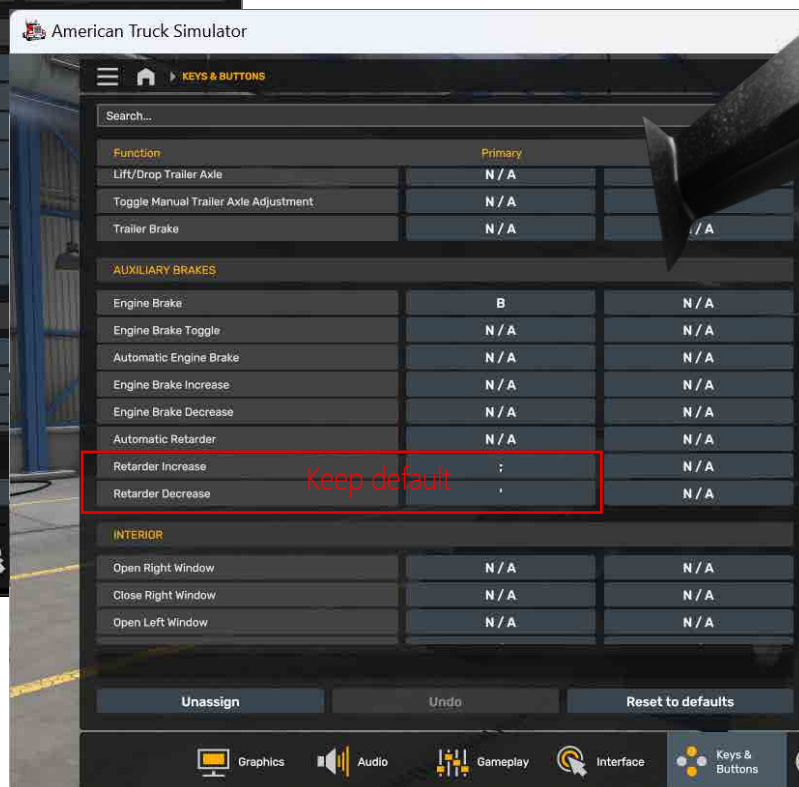 American Truck Simulator
KEYS & BUTTONS
Search...
Function Primary
Lift/Drop Trailer Axle N/A
Toggle Manual Trailer Axle Adjustment N/A
Trailer Brake N/A /A
AUXILIARY BRAKES
Engine Brake B N/A
Engine Brake Toggle N/A N/A
Automatic Engine Brake N/A N/A
Engine Brake Increase N/A N/A
Engine Brake Decrease N/A N/A
Automatic Retarder N/A N/A
Retarder Increase ; N/A
Keep default
Retarder Decrease ' N/A
INTERIOR
Open Right Window N/A N/A
Close Right Window N/A N/A
Open Left Window N/A N/A
Unassign Undo Reset to defaults
Graphics Audio Gameplay Interface Keys &
Buttons